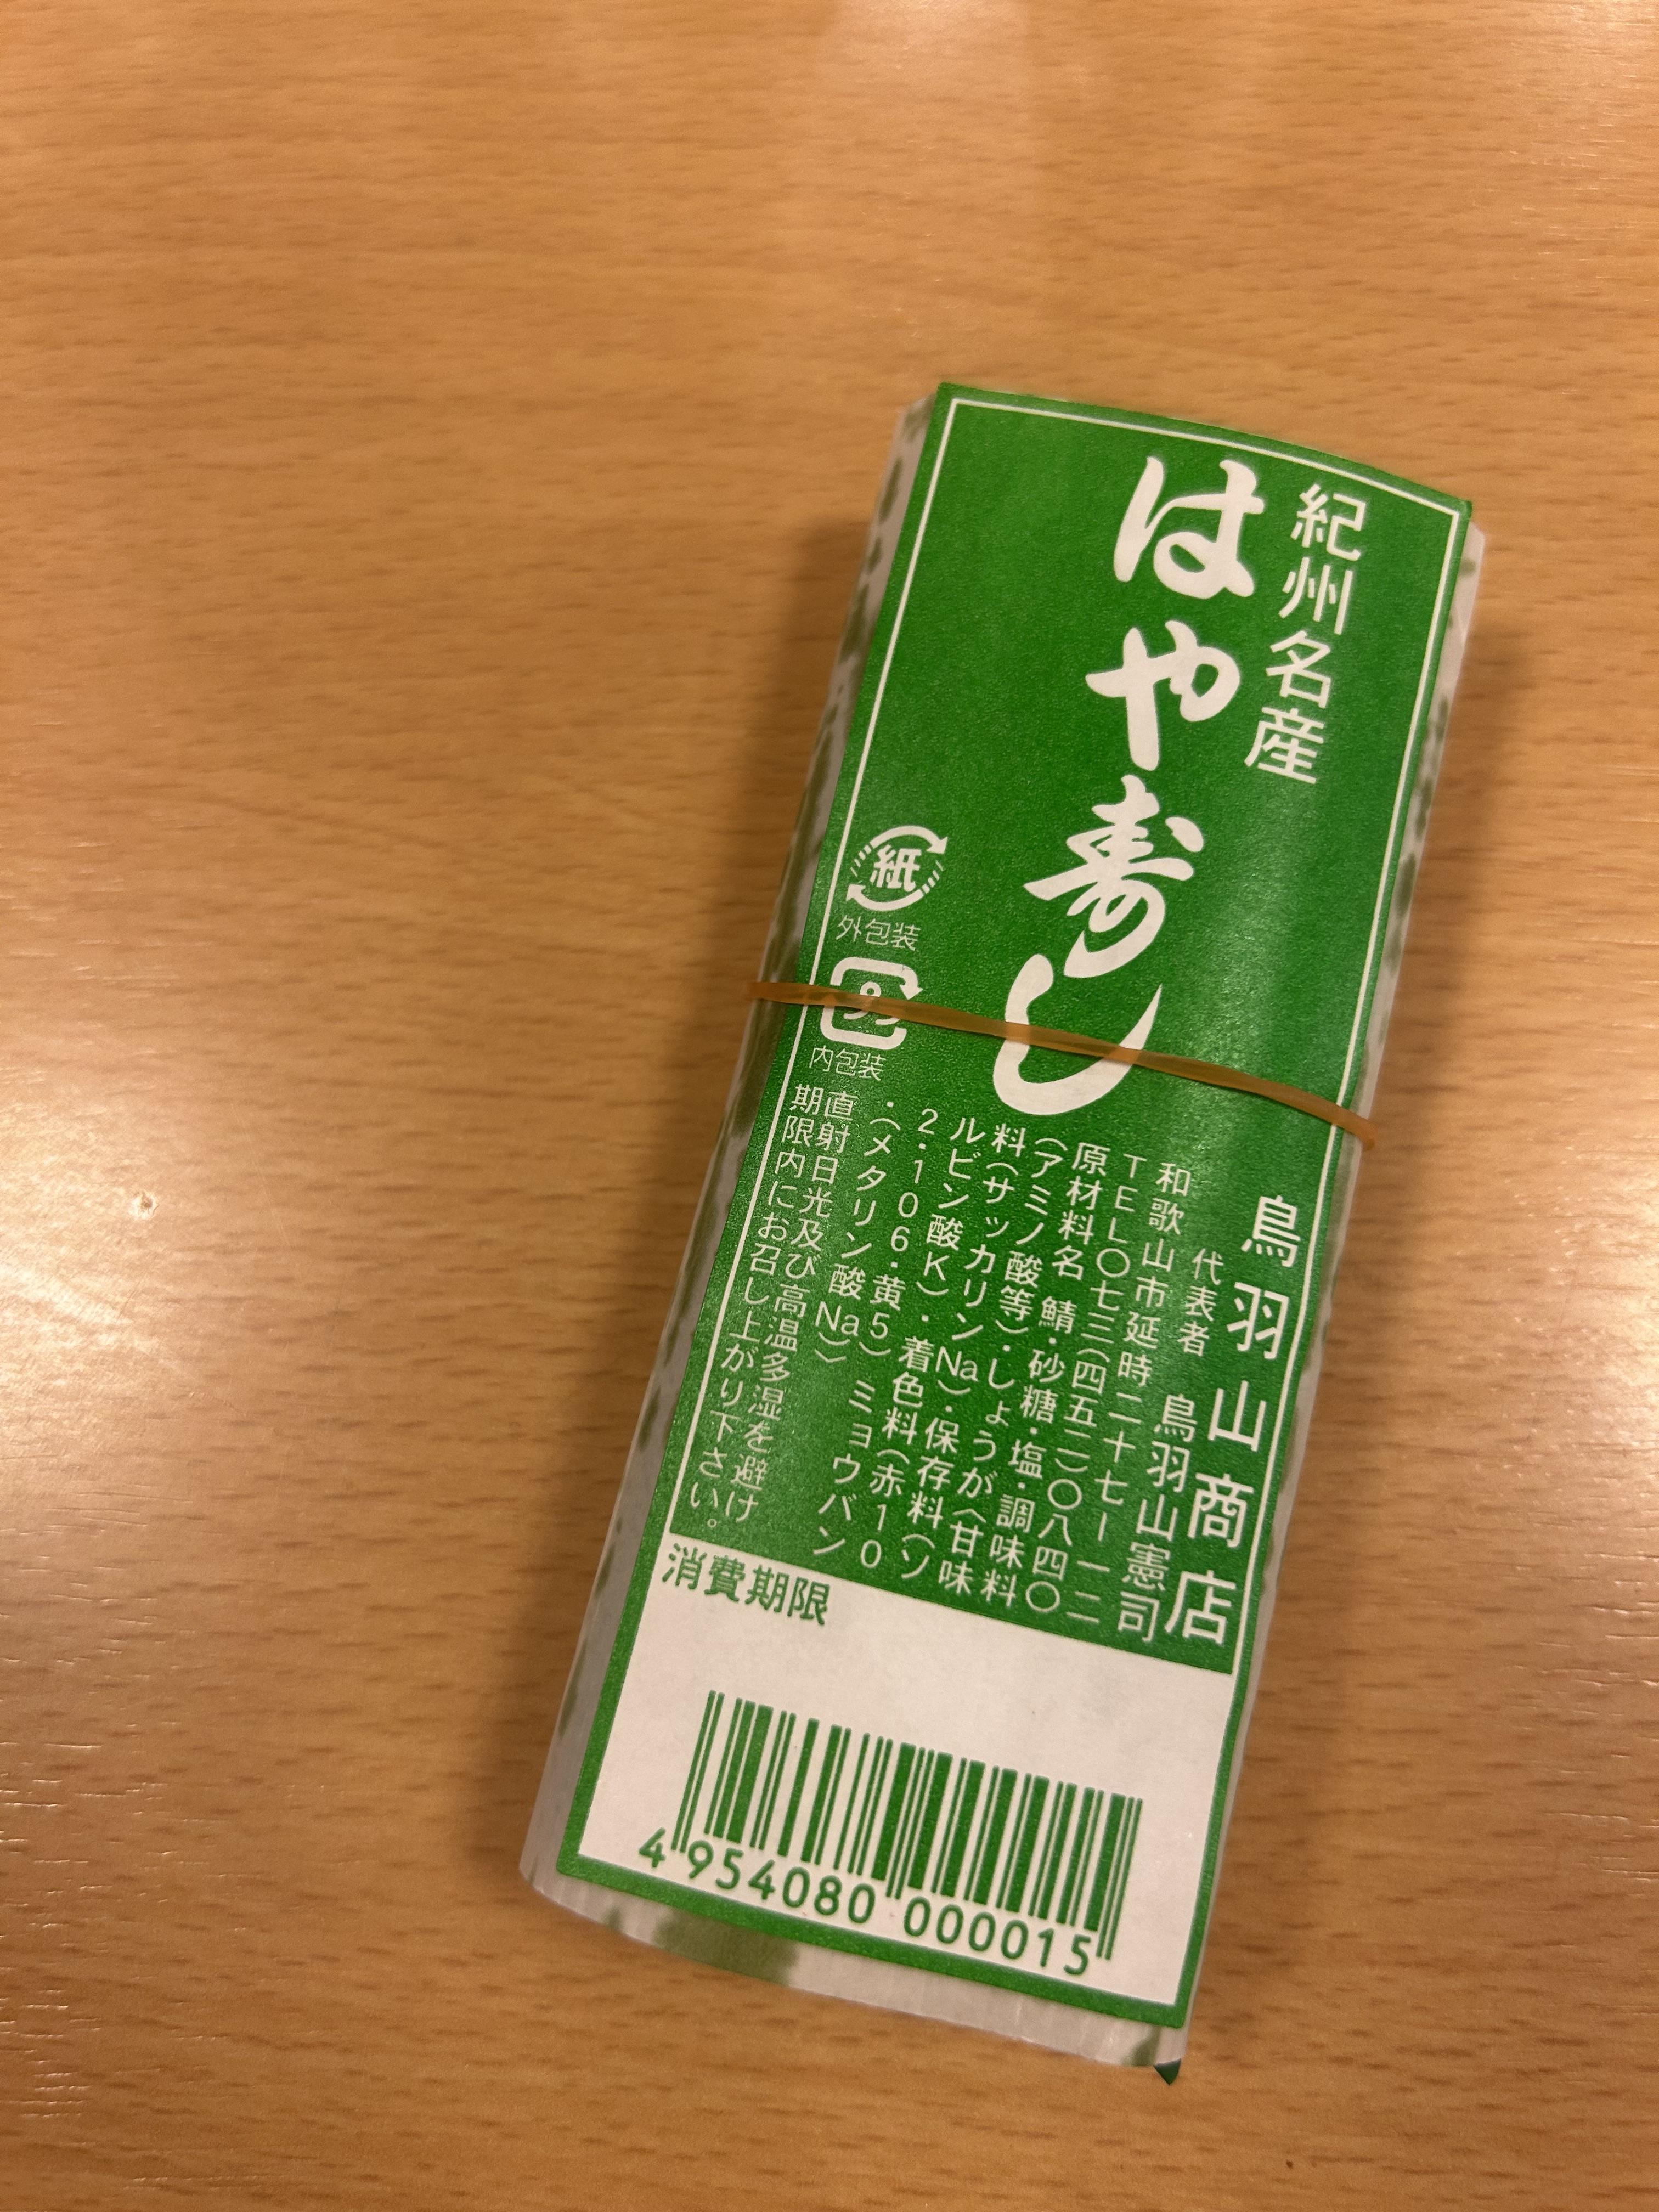 紀州名産
はや寿し
鳥羽山商店
代表者 鳥羽山憲司
和歌山市延時二十七ー一二
TEL〇七三(四五二)〇八四〇
原材料名 鯖・砂糖・塩・調味料
(アミノ酸等)・しょうが〈甘味
料(サッカリンNa)・保存料(ソ
ルビン酸K)・着色料(赤10
2・106・黄5) ミョウバン
・(メタリン酸Na)〉
直射日光及び高温多湿を避け
期限内にお召し上がり下さい。
紙
外包装
内包装
消費期限
4 954080 000015